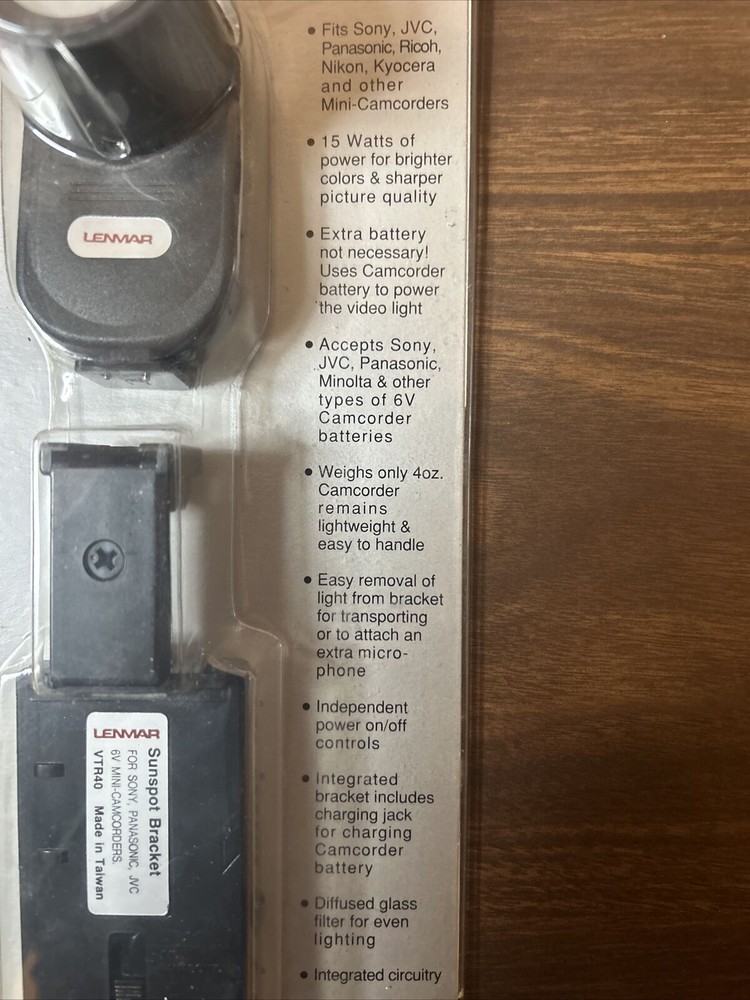 • Fits Sony, JVC,
Panasonic, Ricoh,
Nikon, Kyocera
and other
Mini-Camcorders
• 15 Watts of
power for brighter
colors & sharper
picture quality
• Extra battery
not necessary!
Uses Camcorder
battery to power
the video light
• Accepts Sony,
JVC, Panasonic,
Minolta & other
types of 6V
Camcorder
batteries
• Weighs only 4oz.
Camcorder
remains
lightweight &
easy to handle
• Easy removal of
light from bracket
for transporting
or to attach an
extra micro-
phone
• Independent
power on/off
controls
• Integrated
bracket includes
charging jack
for charging
Camcorder
battery
• Diffused glass
filter for even
lighting
• Integrated circuitry
LENMAR
LENMAR
Sunspot Bracket
FOR SONY, PANASONIC, JVC
6V MINI-CAMCORDERS.
VTR40 Made in Taiwan